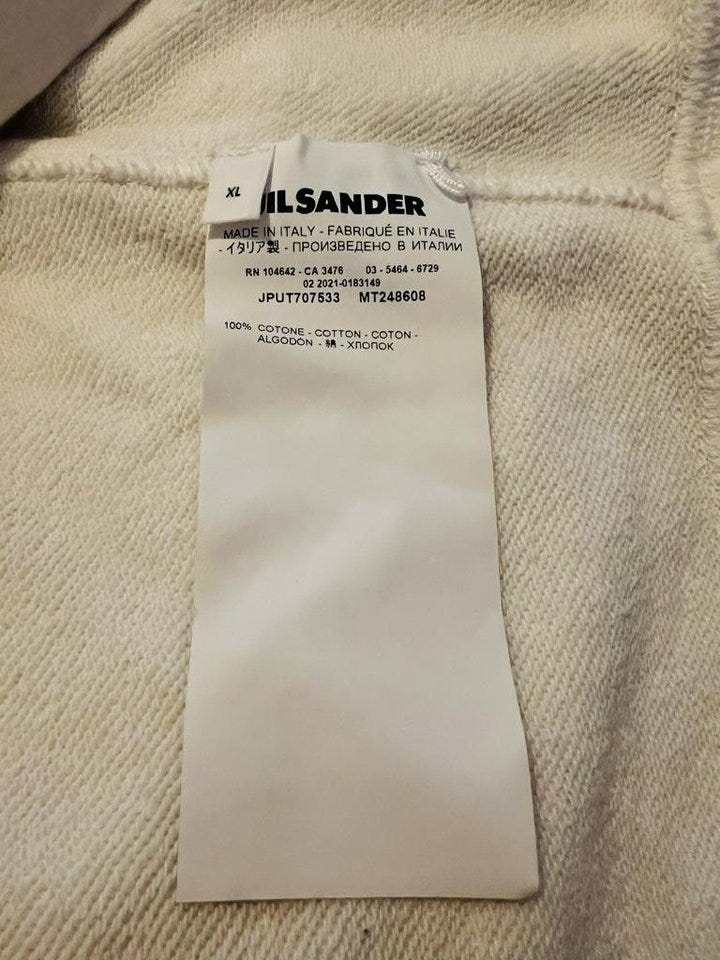 XL
JIL SANDER
MADE IN ITALY - FABRIQUÉ EN ITALIE
- イタリア製 - ПРОИЗВЕДЕНО В ИТАЛИИ
RN 104642 - CA 3476 03 - 5464 - 6729
02 2021-0183149
JPUT707533 MT248608
100% COTONE - COTTON - COTON -
ALGODON - 綿 - ХЛОПОК